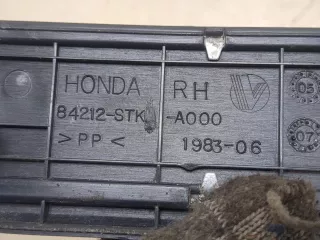 HONDA RH
84212-STK -A000
>PP< 1983-06
05
07